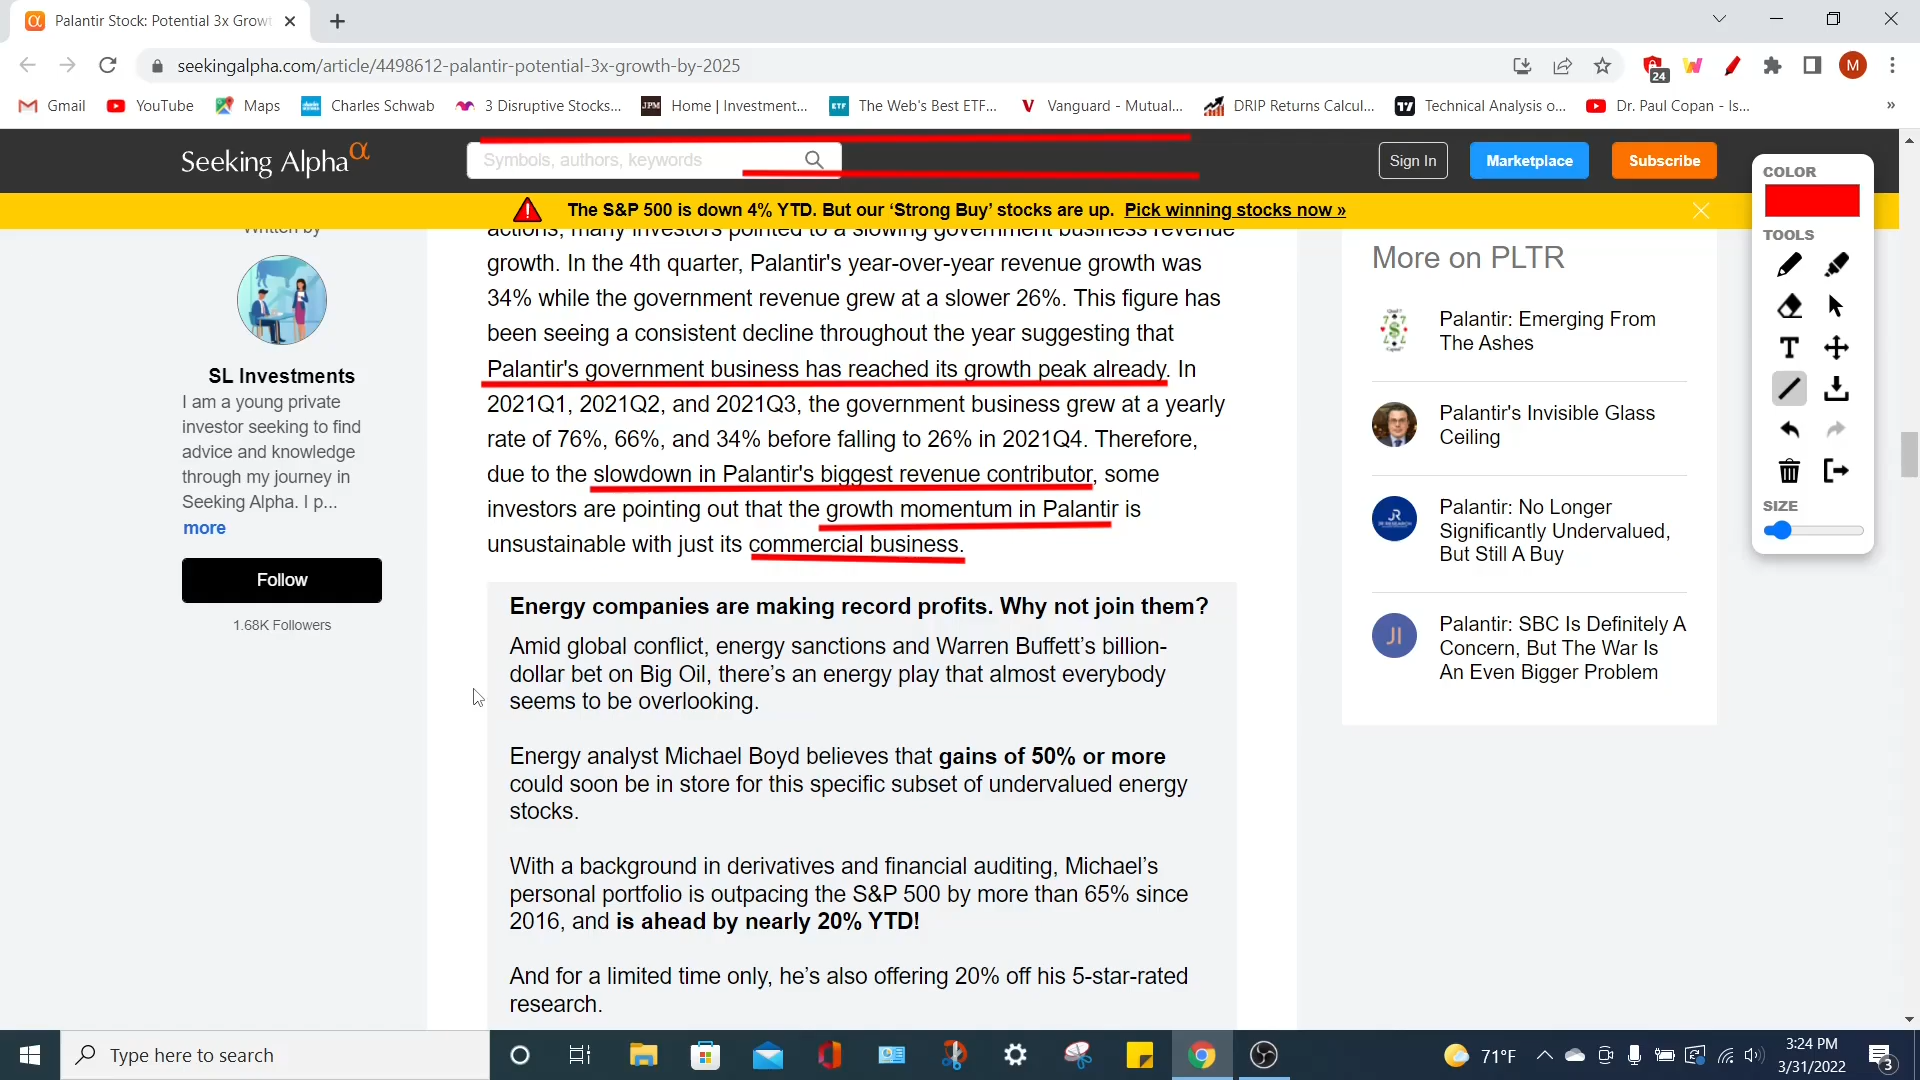 Palantir Stock: Potential 3x Growt
seekingalpha.com/article/4498612-palantir-potential-3x-growth-by-2025
24
M
Gmail
YouTube
Maps
Charles Schwab
3 Disruptive Stocks...
JPM
Home | Investment...
ETF
The Web's Best ETF...
Vanguard - Mutual...
DRIP Returns Calcul...
Technical Analysis o...
Dr. Paul Copan - Is...
»
Seeking Alpha α
Symbols, authors, keywords
Sign In
Marketplace
Subscribe
The S&P 500 is down 4% YTD. But our ‘Strong Buy’ stocks are up. Pick winning stocks now »
Written by
SL Investments
I am a young private
investor seeking to find
advice and knowledge
through my journey in
Seeking Alpha. I p...
more
Follow
1.68K Followers
actions, many investors pointed to a slowing government business revenue
growth. In the 4th quarter, Palantir's year-over-year revenue growth was
34% while the government revenue grew at a slower 26%. This figure has
been seeing a consistent decline throughout the year suggesting that
Palantir's government business has reached its growth peak already. In
2021Q1, 2021Q2, and 2021Q3, the government business grew at a yearly
rate of 76%, 66%, and 34% before falling to 26% in 2021Q4. Therefore,
due to the slowdown in Palantir's biggest revenue contributor, some
investors are pointing out that the growth momentum in Palantir is
unsustainable with just its commercial business.
Energy companies are making record profits. Why not join them?
Amid global conflict, energy sanctions and Warren Buffett’s billion-
dollar bet on Big Oil, there’s an energy play that almost everybody
seems to be overlooking.
Energy analyst Michael Boyd believes that gains of 50% or more
could soon be in store for this specific subset of undervalued energy
stocks.
With a background in derivatives and financial auditing, Michael’s
personal portfolio is outpacing the S&P 500 by more than 65% since
2016, and is ahead by nearly 20% YTD!
And for a limited time only, he’s also offering 20% off his 5-star-rated
research.
More on PLTR
Palantir: Emerging From
The Ashes
Palantir's Invisible Glass
Ceiling
Palantir: No Longer
Significantly Undervalued,
But Still A Buy
JI
Palantir: SBC Is Definitely A
Concern, But The War Is
An Even Bigger Problem
COLOR
TOOLS
T
SIZE
Type here to search
71°F
3:24 PM
3/31/2022
3